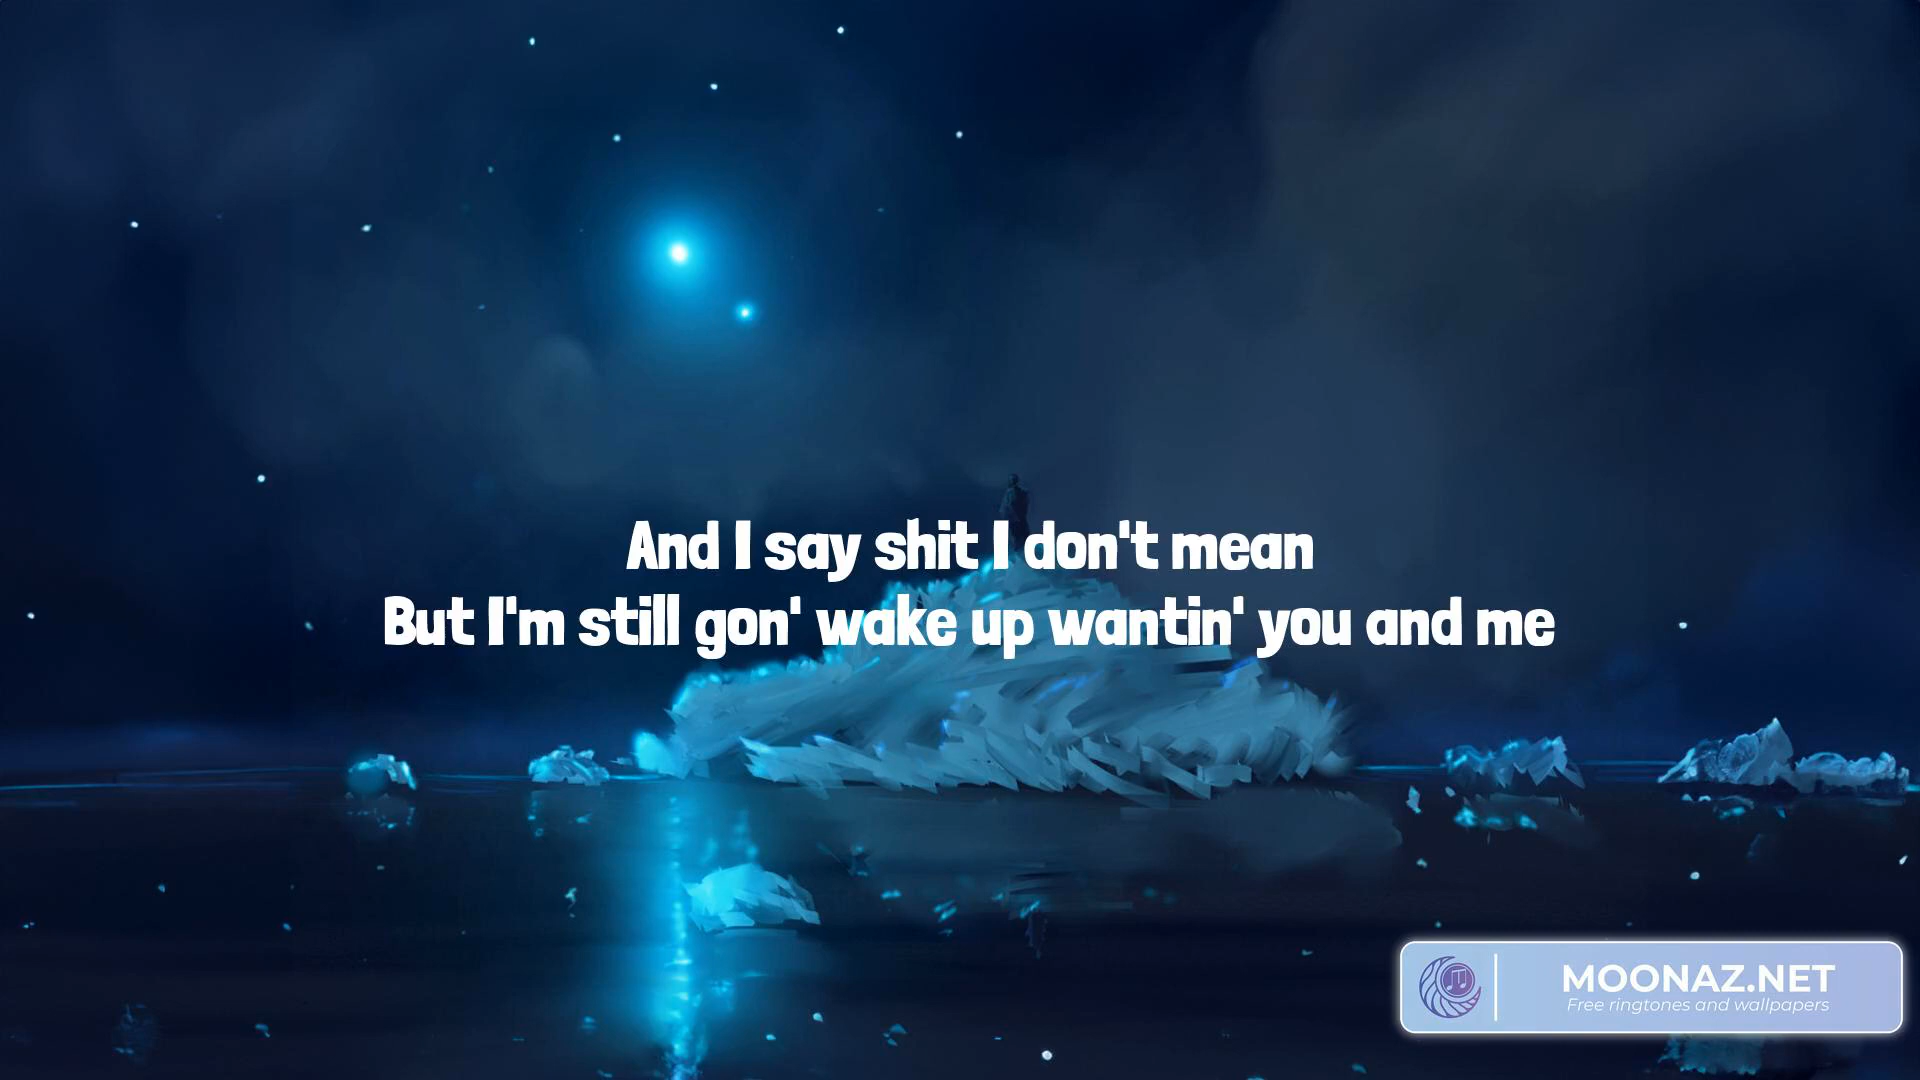 And I say shit I don't mean
But I'm still gon' wake up wantin' you and me
MOONAZ.NET
Free ringtones and wallpapers